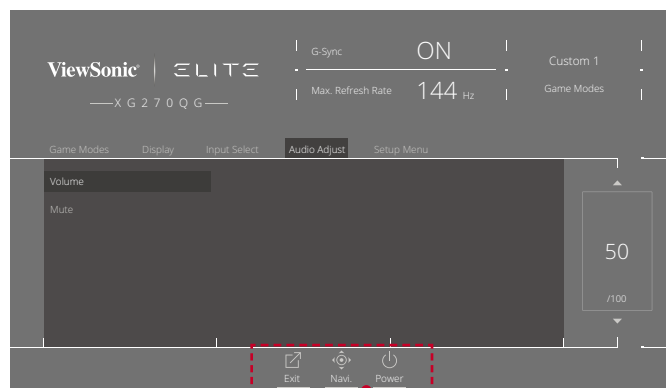 ViewSonic® ELITE
XG270QG
G-Sync ON
Max. Refresh Rate 144 Hz
Custom 1
Game Modes
Game Modes Display Input Select Audio Adjust Setup Menu
Volume
Mute
50
/100
Exit Navi. Power